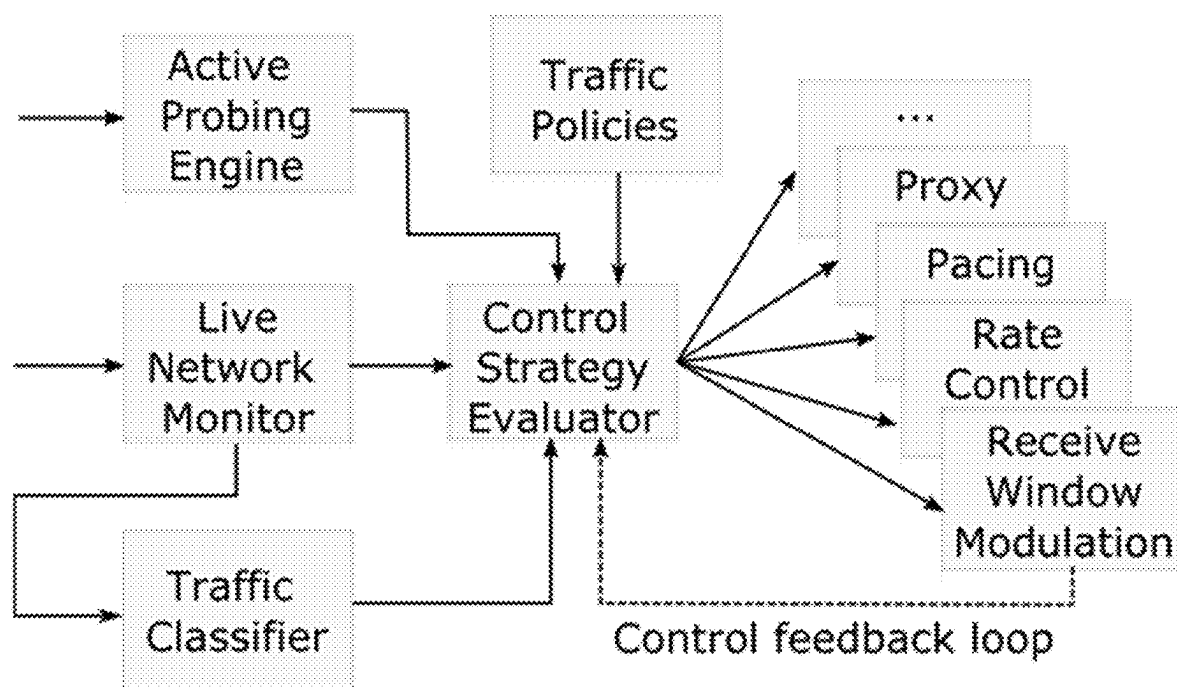 Active
Probing
Engine
Traffic
Policies
...
Proxy
Pacing
Rate
Control
Receive
Window
Modulation
Live
Network
Monitor
Control
Strategy
Evaluator
Traffic
Classifier
Control feedback loop